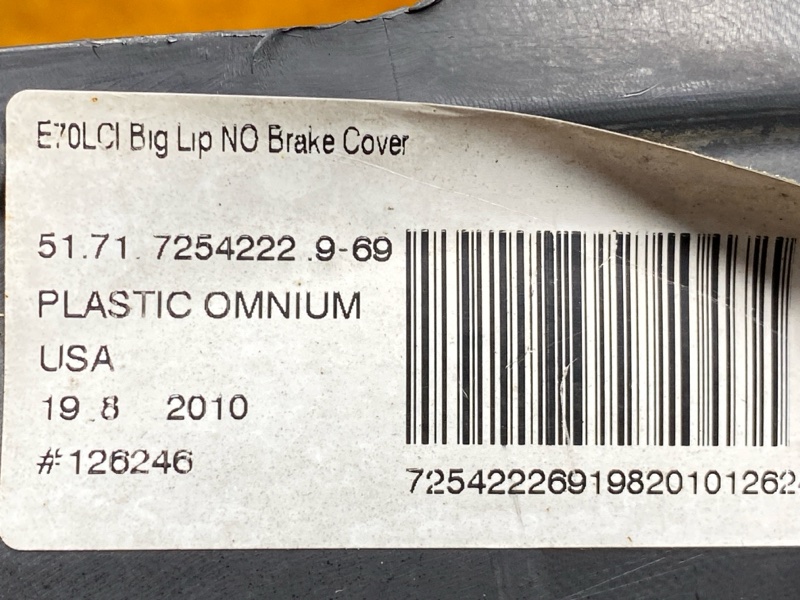 E70LCI Big Lip NO Brake Cover
51.71. 7254222 .9-69
PLASTIC OMNIUM
USA
19 .8 2010
#126246
725422269198201012624